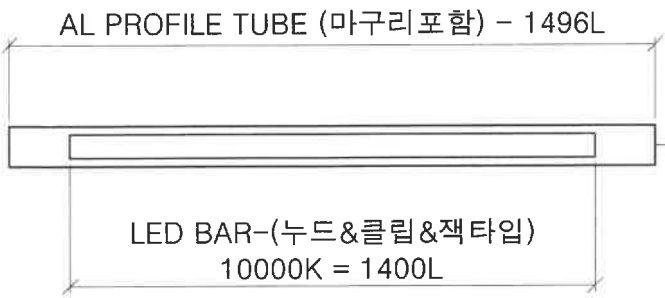 AL PROFILE TUBE (마구리포함) - 1496L
LED BAR-(누드&클립&잭타입)
10000K = 1400L